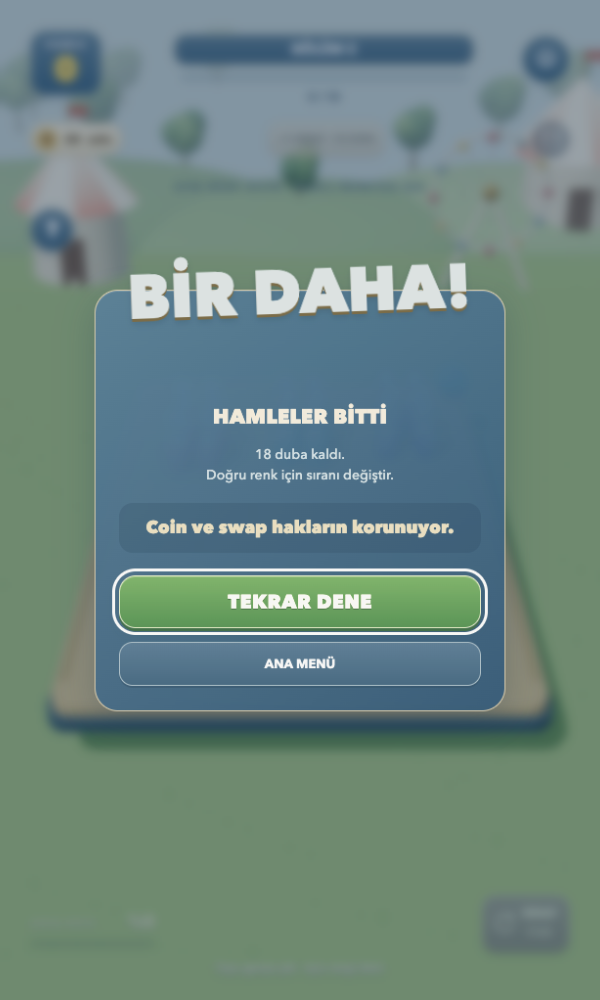 BİR DAHA!
HAMLELER BİTTİ
18 duba kaldı.
Doğru renk için sıranı değiştir.
Coin ve swap hakların korunuyor.
TEKRAR DENE
ANA MENÜ